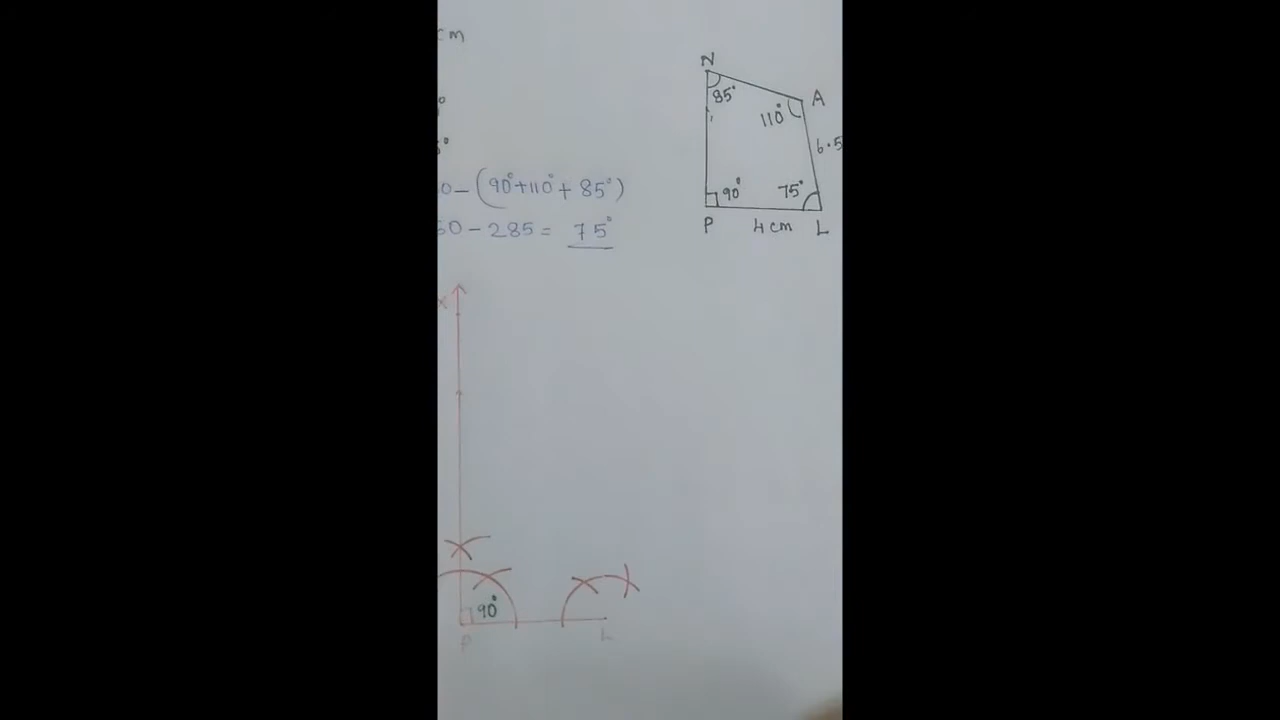 cm
N
85°
A
110°
6.5
°
°
0 - (90° + 110° + 85°)
90°
75°
60 - 285 = 75°
P
4 cm
L
x
90°
P
L